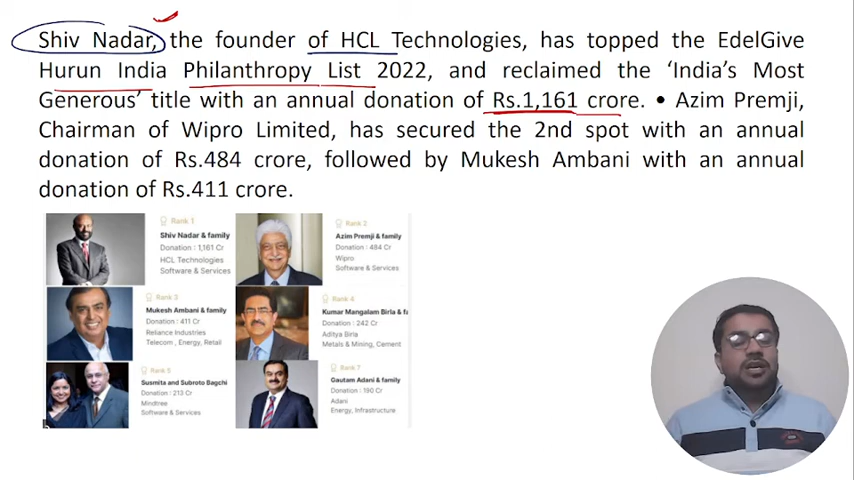 Shiv Nadar, the founder of HCL Technologies, has topped the EdelGive
Hurun India Philanthropy List 2022, and reclaimed the ‘India’s Most
Generous’ title with an annual donation of Rs.1,161 crore. • Azim Premji,
Chairman of Wipro Limited, has secured the 2nd spot with an annual
donation of Rs.484 crore, followed by Mukesh Ambani with an annual
donation of Rs.411 crore.
Rank 1
Shiv Nadar & family
Donation : 1,161 Cr
HCL Technologies
Software & Services
Rank 2
Azim Premji & family
Donation : 484 Cr
Wipro
Software & Services
Rank 3
Mukesh Ambani & family
Donation : 411 Cr
Reliance Industries
Telecom , Energy, Retail
Rank 4
Kumar Mangalam Birla & fa
Donation : 242 Cr
Aditya Birla
Metals & Mining, Cement
Rank 5
Susmita and Subroto Bagchi
Donation : 213 Cr
Mindtree
Software & Services
Rank 7
Gautam Adani & family
Donation : 190 Cr
Adani
Energy, Infrastructure